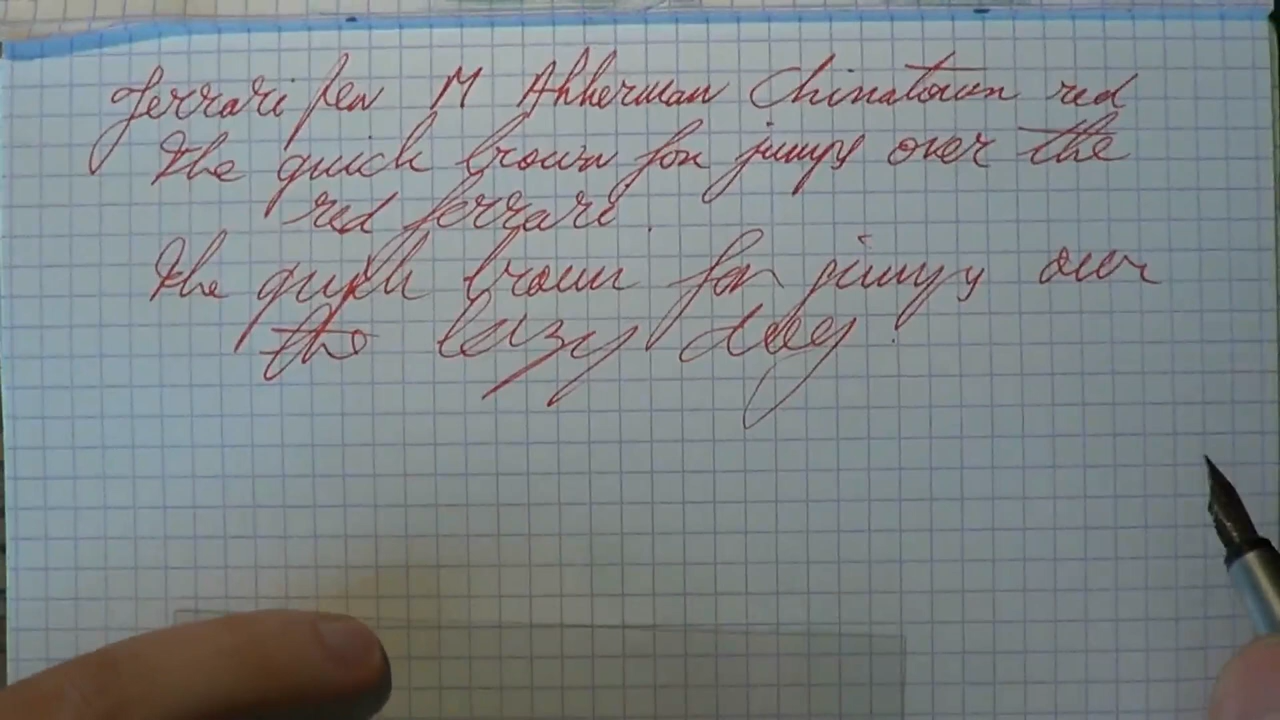 Ferrari pen M Akkerman Chinatown red
The quick brown fox jumps over the
red ferrari.
The quick brown fox jumps over
the lazy dog.